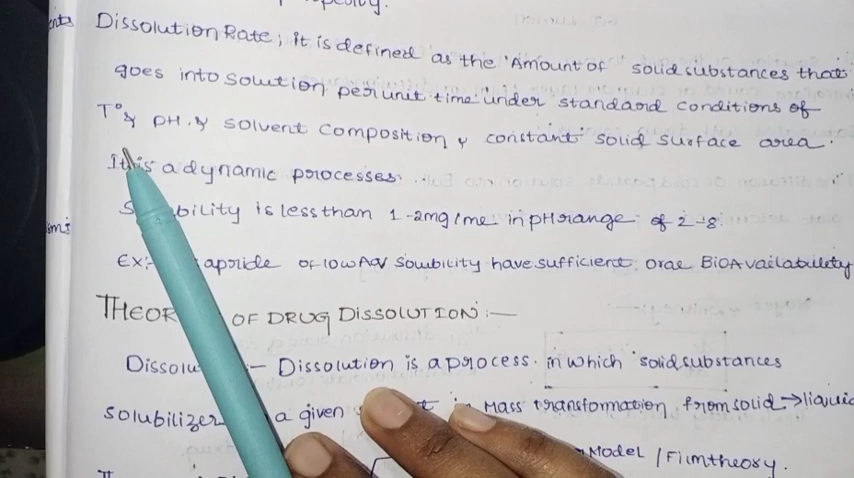 Dissolution Rate; it is defined as the 'Amount of solid substances that
goes into solution per unit time' under standard conditions of
T° & pH & solvent composition & constant solid surface area.
It is a dynamic processes.
bility is less than 1-2mg/ml in pH range of 2-8.
Ex:- apride of low Aq solubility have sufficient oral BiOAvailability
THEOR OF DRUG DISSOLUTION :—
Dissolu :— Dissolution is a process in which solid substances
solubilizer a given Mass transformation from solid → liquid
Model / Film theory.